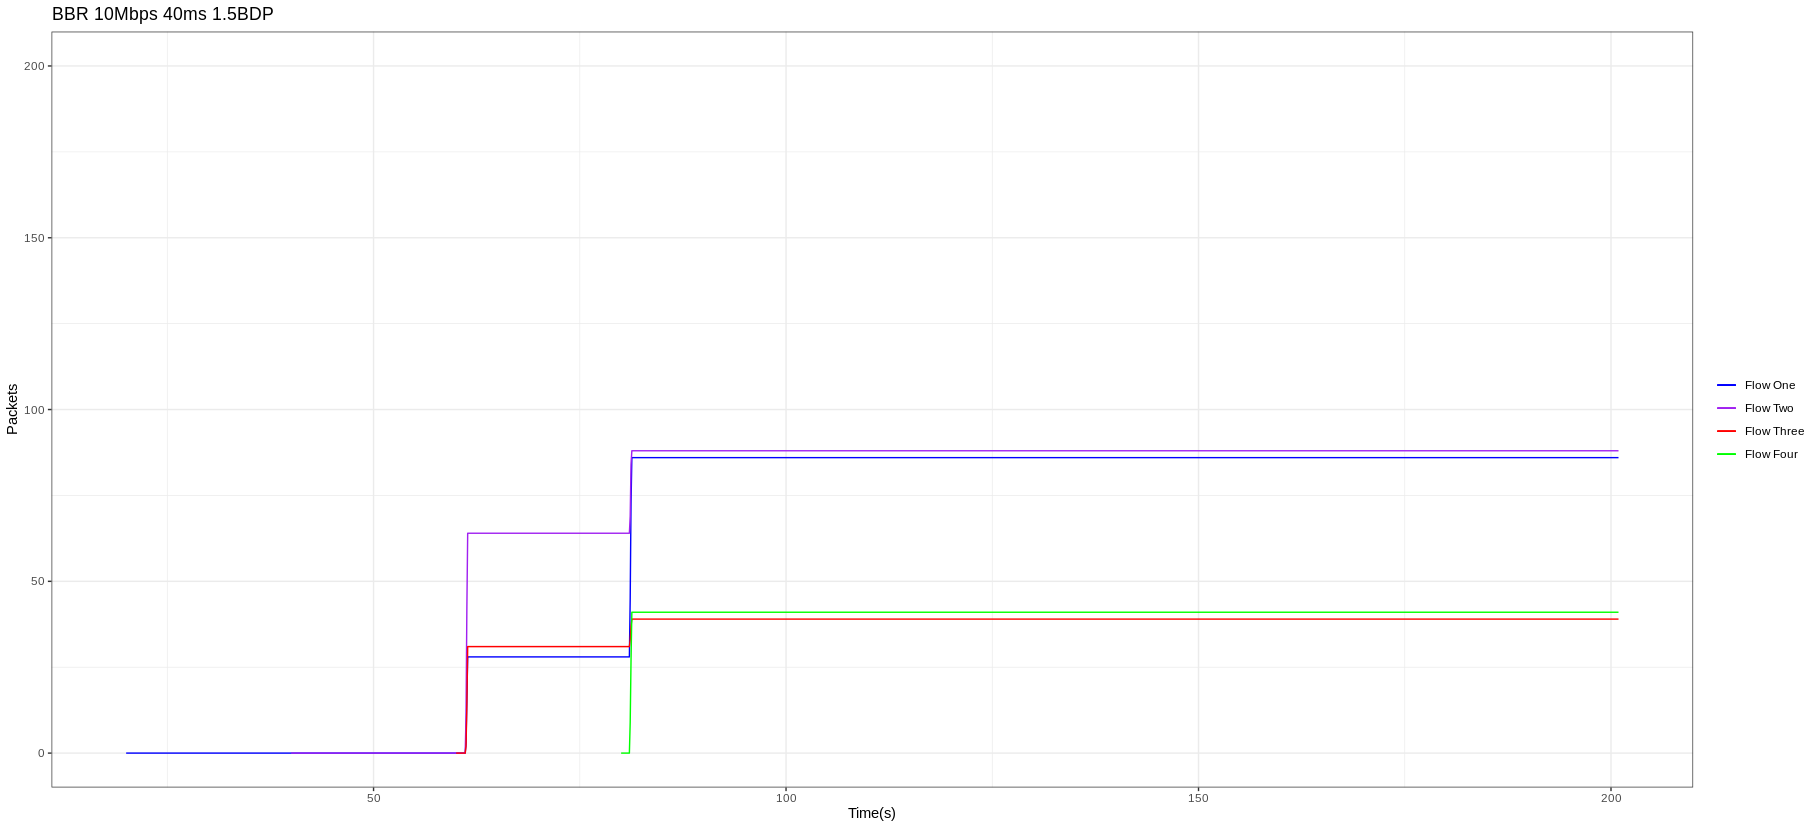 BBR 10Mbps 40ms 1.5BDP
200
150
100
50
0
Packets
50 100 150 200
Time(s)
Flow One
Flow Two
Flow Three
Flow Four